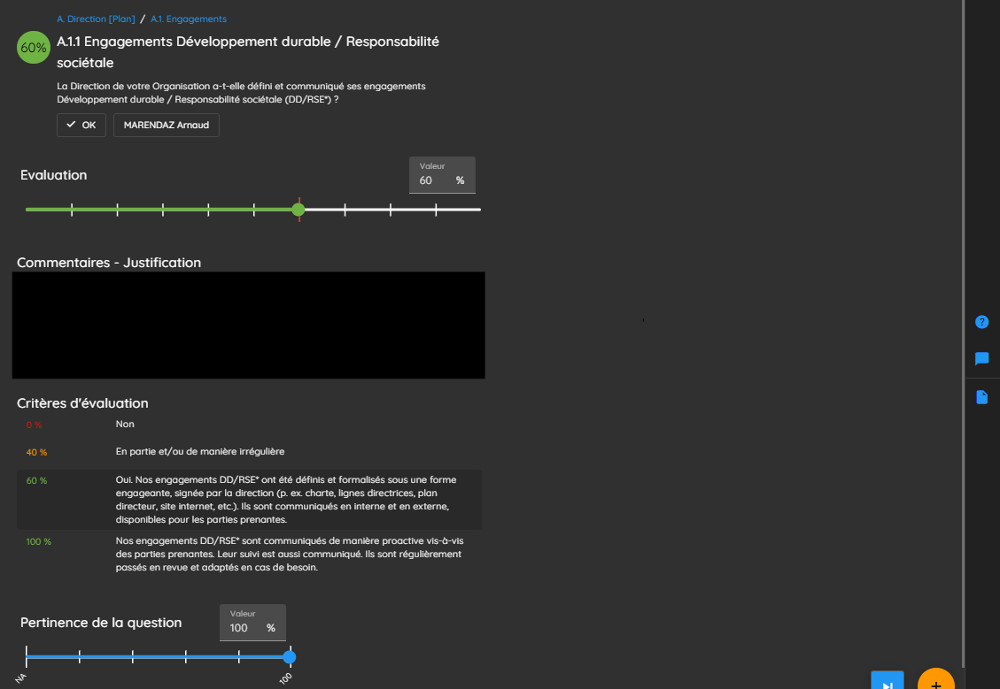 A. Direction [Plan] / A.1. Engagements
60%
A.1.1 Engagements Développement durable / Responsabilité
sociétale
La Direction de votre Organisation a-t-elle défini et communiqué ses engagements
Développement durable / Responsabilité sociétale (DD/RSE*) ?
OK
MARENDAZ Arnaud
Evaluation
Valeur
60 %
Commentaires - Justification
Critères d'évaluation
0 %
Non
40 %
En partie et/ou de manière irrégulière
60 %
Oui. Nos engagements DD/RSE* ont été définis et formalisés sous une forme
engageante, signée par la direction (p. ex. charte, lignes directrices, plan
directeur, site internet, etc.). Ils sont communiqués en interne et en externe,
disponibles pour les parties prenantes.
100 %
Nos engagements DD/RSE* sont communiqués de manière proactive vis-à-vis
des parties prenantes. Leur suivi est aussi communiqué. Ils sont régulièrement
passés en revue et adaptés en cas de besoin.
Pertinence de la question
Valeur
100 %
NA
100